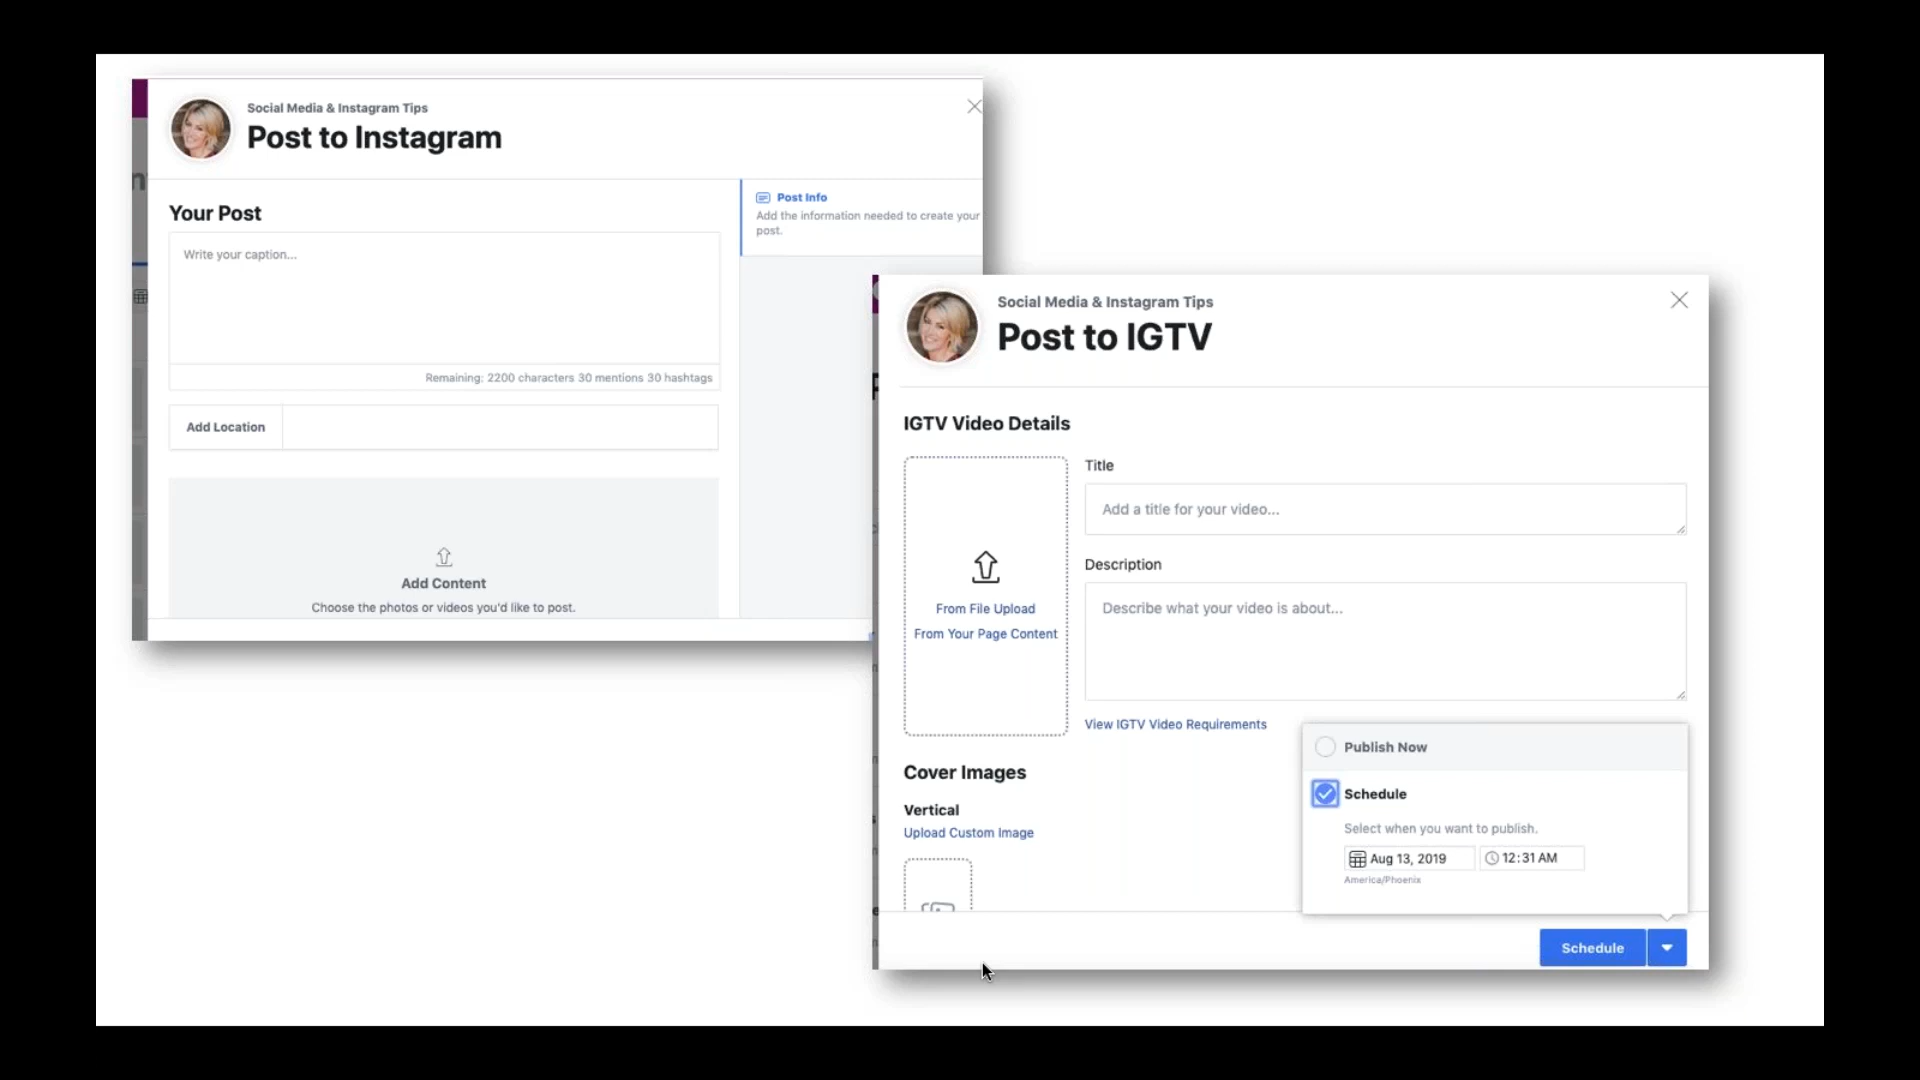 Social Media & Instagram Tips
Post to Instagram
Your Post
Write your caption...
Remaining: 2200 characters 30 mentions 30 hashtags
Add Location
Add Content
Choose the photos or videos you'd like to post.
Post Info
Add the information needed to create your
post.
Social Media & Instagram Tips
Post to IGTV
IGTV Video Details
From File Upload
From Your Page Content
Title
Add a title for your video...
Description
Describe what your video is about...
View IGTV Video Requirements
Cover Images
Vertical
Upload Custom Image
Publish Now
Schedule
Select when you want to publish.
Aug 13, 2019 12:31 AM
America/Phoenix
Schedule